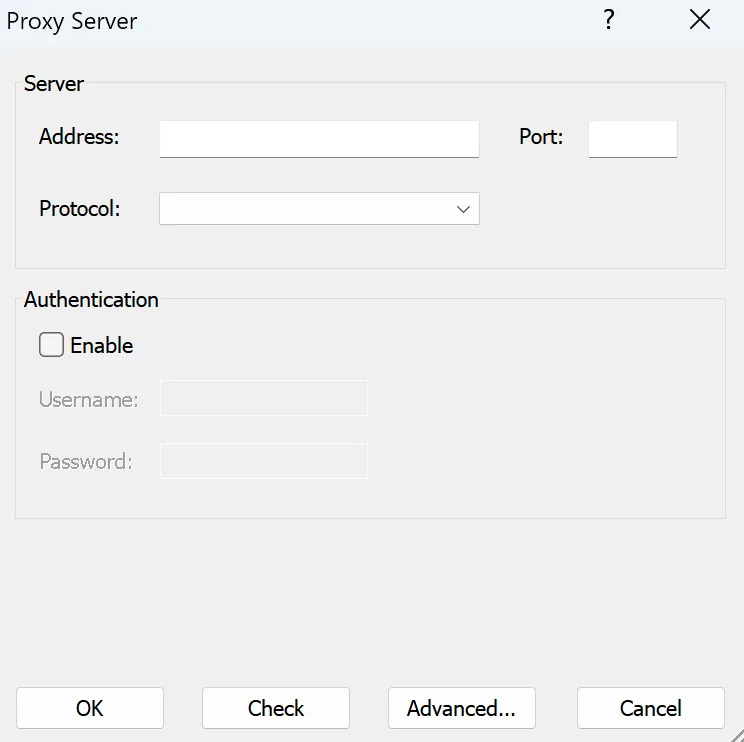 Proxy Server ?
Server
Address: Port:
Protocol:
Authentication
Enable
Username:
Password:
OK Check Advanced... Cancel